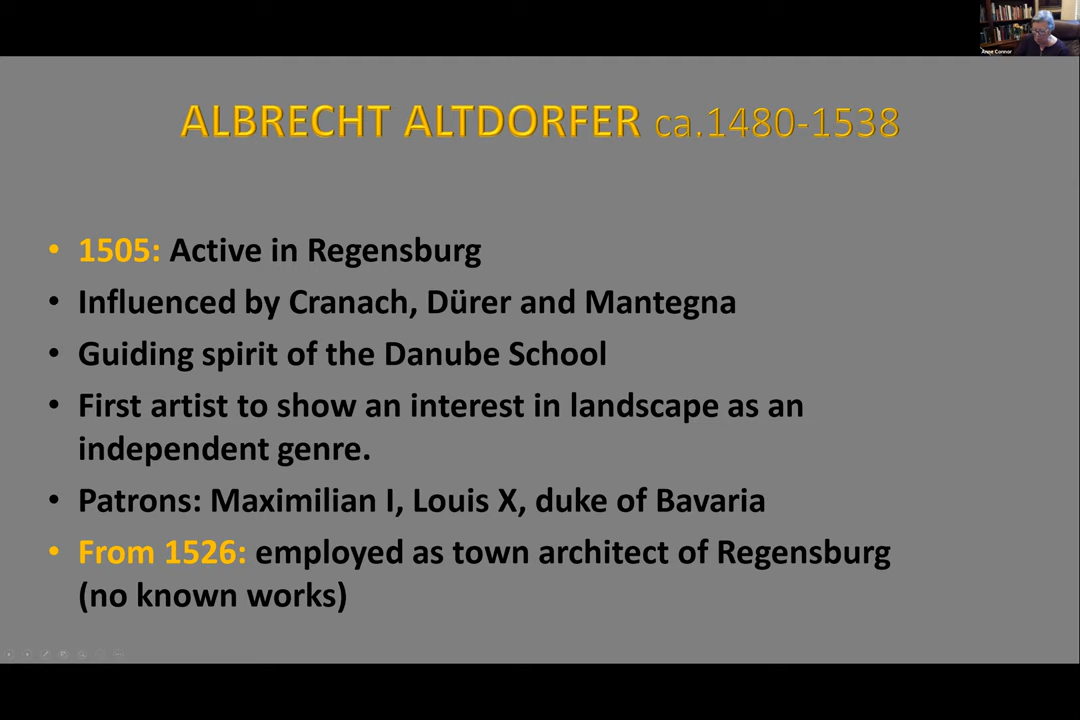 Anne Connor
ALBRECHT ALTDORFER ca.1480-1538
• 1505: Active in Regensburg
• Influenced by Cranach, Dürer and Mantegna
• Guiding spirit of the Danube School
• First artist to show an interest in landscape as an
independent genre.
• Patrons: Maximilian I, Louis X, duke of Bavaria
• From 1526: employed as town architect of Regensburg
(no known works)